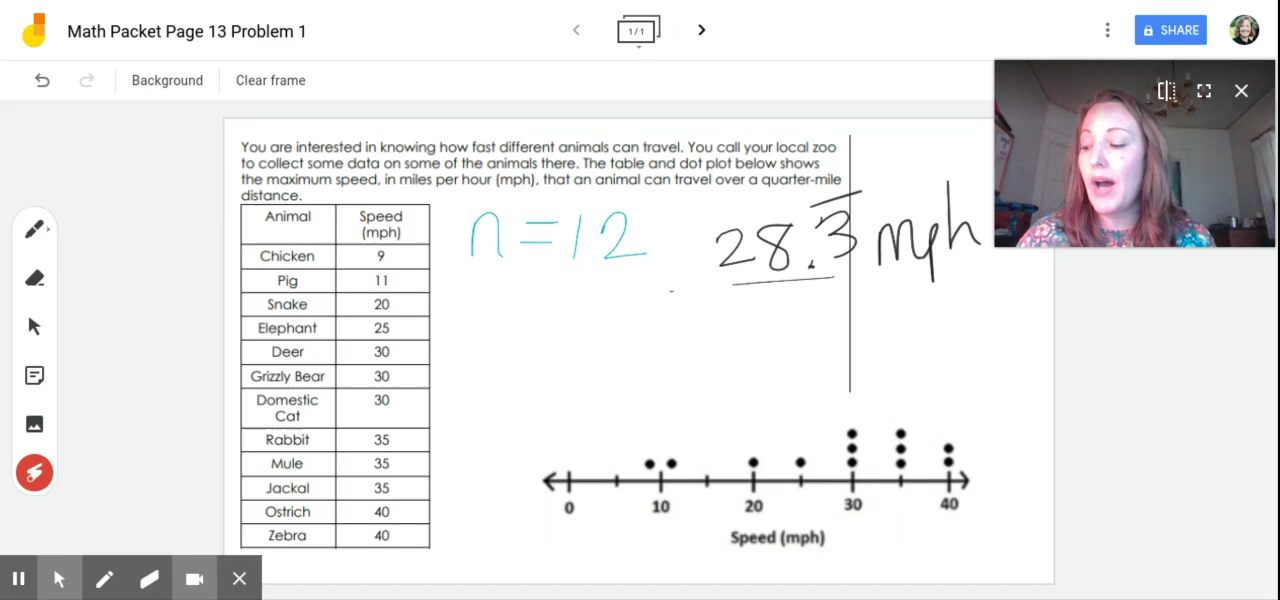 Math Packet Page 13 Problem 1
1/1
SHARE
Background
Clear frame
You are interested in knowing how fast different animals can travel. You call your local zoo
to collect some data on some of the animals there. The table and dot plot below shows
the maximum speed, in miles per hour (mph), that an animal can travel over a quarter-mile
distance.
Animal Speed
(mph)
Chicken 9
Pig 11
Snake 20
Elephant 25
Deer 30
Grizzly Bear 30
Domestic 30
Cat
Rabbit 35
Mule 35
Jackal 35
Ostrich 40
Zebra 40
n = 12
28.3̅ mph
0 10 20 30 40
Speed (mph)